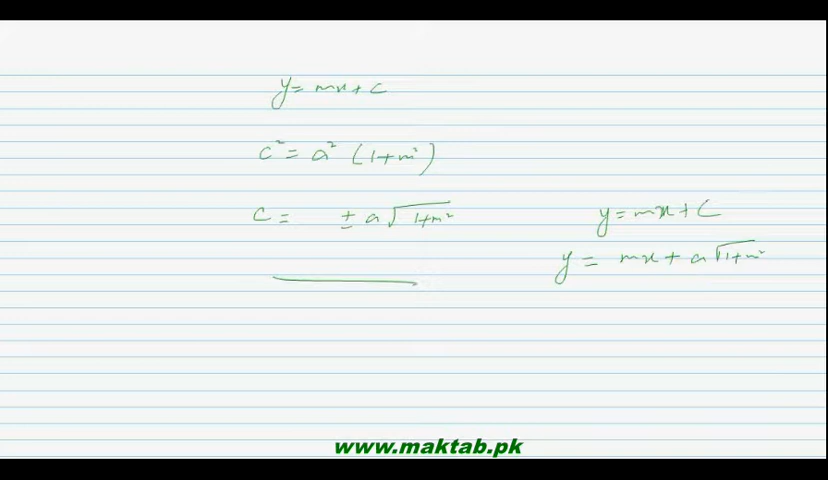 y = mx + c
c² = a² (1+m²)
c = ± a√1+m²
y = mx + c
y = mx + a√1+m²
www.maktab.pk